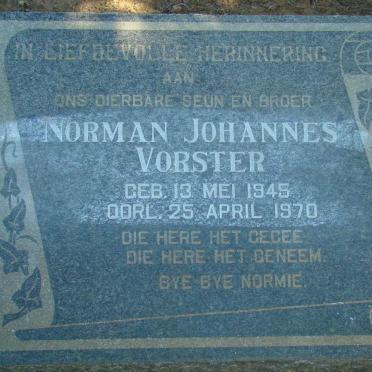 IN LIEFDEVOLLE HERINNERING
AAN
ONS DIERBARE SEUN EN BROER
NORMAN JOHANNES
VORSTER
GEB. 13 MEI 1945
OORL. 25 APRIL 1970
DIE HERE HET GEGEE
DIE HERE HET GENEEM.
BYE BYE NORMIE.